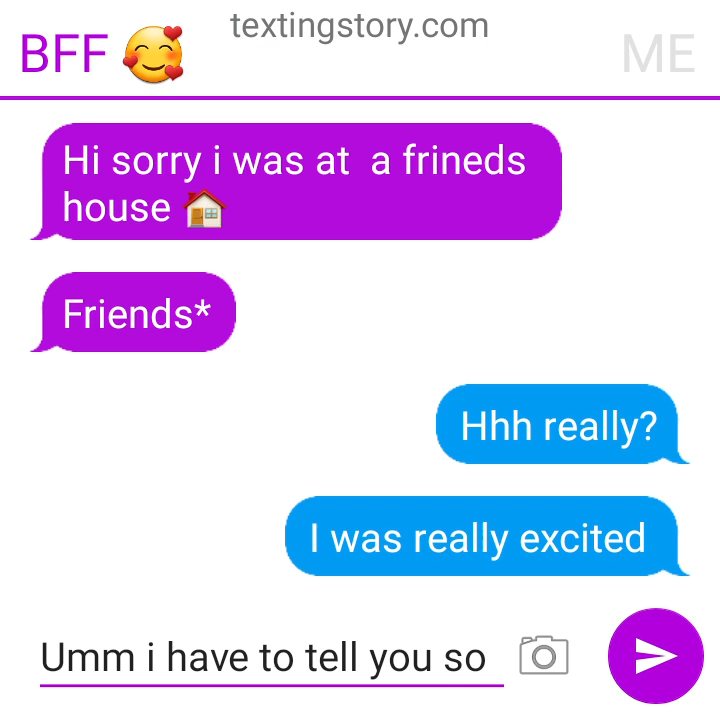 textingstory.com
BFF 🥰 ME
Hi sorry i was at  a frineds
house 🏠
Friends*
Hhh really?
I was really excited
Umm i have to tell you so